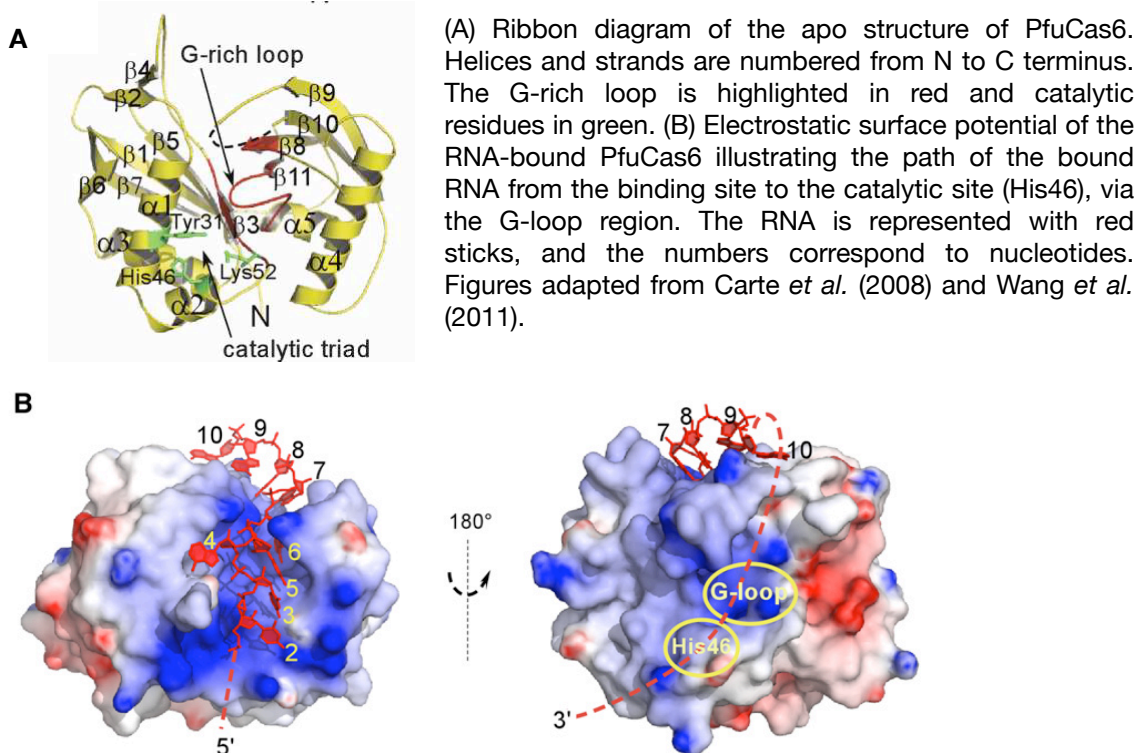 A
G-rich loop
β4
β2
β9
β10
β5
β8
β1
β11
β6
β7
α1
Tyr31
β3
α5
α3
α4
His46
Lys52
α2
N
catalytic triad
(A) Ribbon diagram of the apo structure of PfuCas6.
Helices and strands are numbered from N to C terminus.
The G-rich loop is highlighted in red and catalytic
residues in green. (B) Electrostatic surface potential of the
RNA-bound PfuCas6 illustrating the path of the bound
RNA from the binding site to the catalytic site (His46), via
the G-loop region. The RNA is represented with red
sticks, and the numbers correspond to nucleotides.
Figures adapted from Carte et al. (2008) and Wang et al.
(2011).
B
10
9
8
7
4
6
5
3
2
5'
180°
7
8
9
10
G-loop
His46
3'